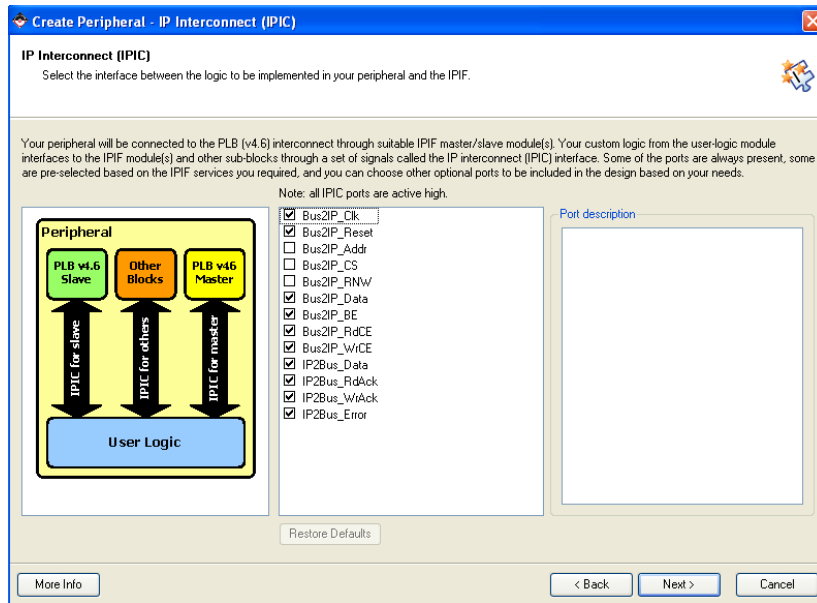 Create Peripheral - IP Interconnect (IPIC)
IP Interconnect (IPIC)
Select the interface between the logic to be implemented in your peripheral and the IPIF.
Your peripheral will be connected to the PLB (v4.6) interconnect through suitable IPIF master/slave module(s). Your custom logic from the user-logic module
interfaces to the IPIF module(s) and other sub-blocks through a set of signals called the IP interconnect (IPIC) interface. Some of the ports are always present, some
are pre-selected based on the IPIF services you required, and you can choose other optional ports to be included in the design based on your needs.
Note: all IPIC ports are active high.
Peripheral
PLB v4.6
Slave
Other
Blocks
PLB v46
Master
IPIC for slave
IPIC for others
IPIC for master
User Logic
Bus2IP_Clk
Bus2IP_Reset
Bus2IP_Addr
Bus2IP_CS
Bus2IP_RNW
Bus2IP_Data
Bus2IP_BE
Bus2IP_RdCE
Bus2IP_WrCE
IP2Bus_Data
IP2Bus_RdAck
IP2Bus_WrAck
IP2Bus_Error
Port description
Restore Defaults
More Info
< Back
Next >
Cancel